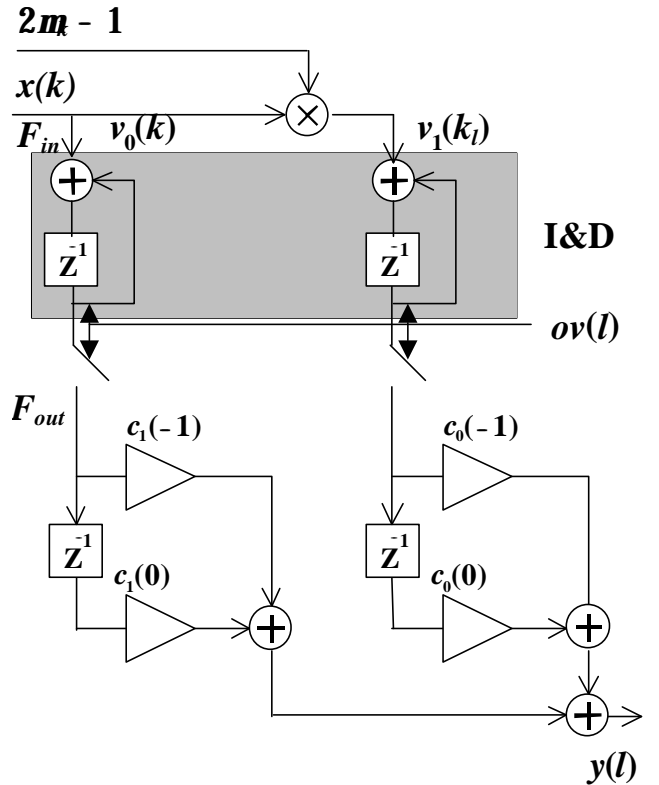 2m_k - 1
x(k)
F_in v_0(k) v_1(k_l)
I&D
Z^-1 Z^-1
ov(l)
F_out
c_1(-1) c_0(-1)
Z^-1 Z^-1
c_1(0) c_0(0)
y(l)